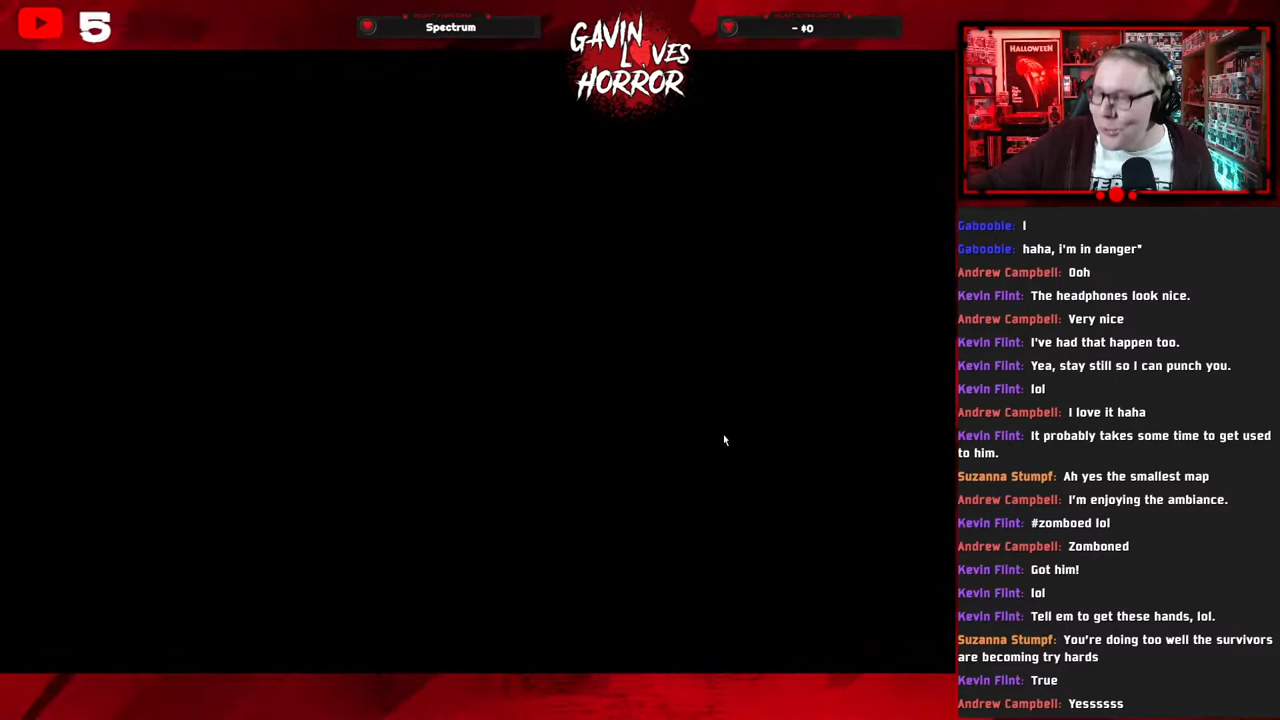 5
Spectrum
- $0
GAVIN
LOVES
HORROR
HALLOWEEN
Gaboobie: I
Gaboobie: haha, i'm in danger"
Andrew Campbell: Ooh
Kevin Flint: The headphones look nice.
Andrew Campbell: Very nice
Kevin Flint: I've had that happen too.
Kevin Flint: Yea, stay still so I can punch you.
Kevin Flint: lol
Andrew Campbell: I love it haha
Kevin Flint: It probably takes some time to get used
to him.
Suzanna Stumpf: Ah yes the smallest map
Andrew Campbell: I'm enjoying the ambiance.
Kevin Flint: #zomboed lol
Andrew Campbell: Zomboned
Kevin Flint: Got him!
Kevin Flint: lol
Kevin Flint: Tell em to get these hands, lol.
Suzanna Stumpf: You're doing too well the survivors
are becoming try hards
Kevin Flint: True
Andrew Campbell: Yessssss